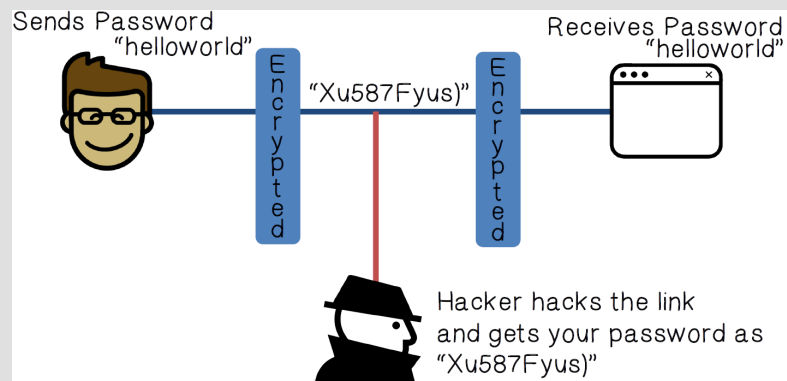 Sends Password
"helloworld"
Receives Password
"helloworld"
Encrypted
"Xu587Fyus)"
Encrypted
Hacker hacks the link
and gets your password as
"Xu587Fyus)"